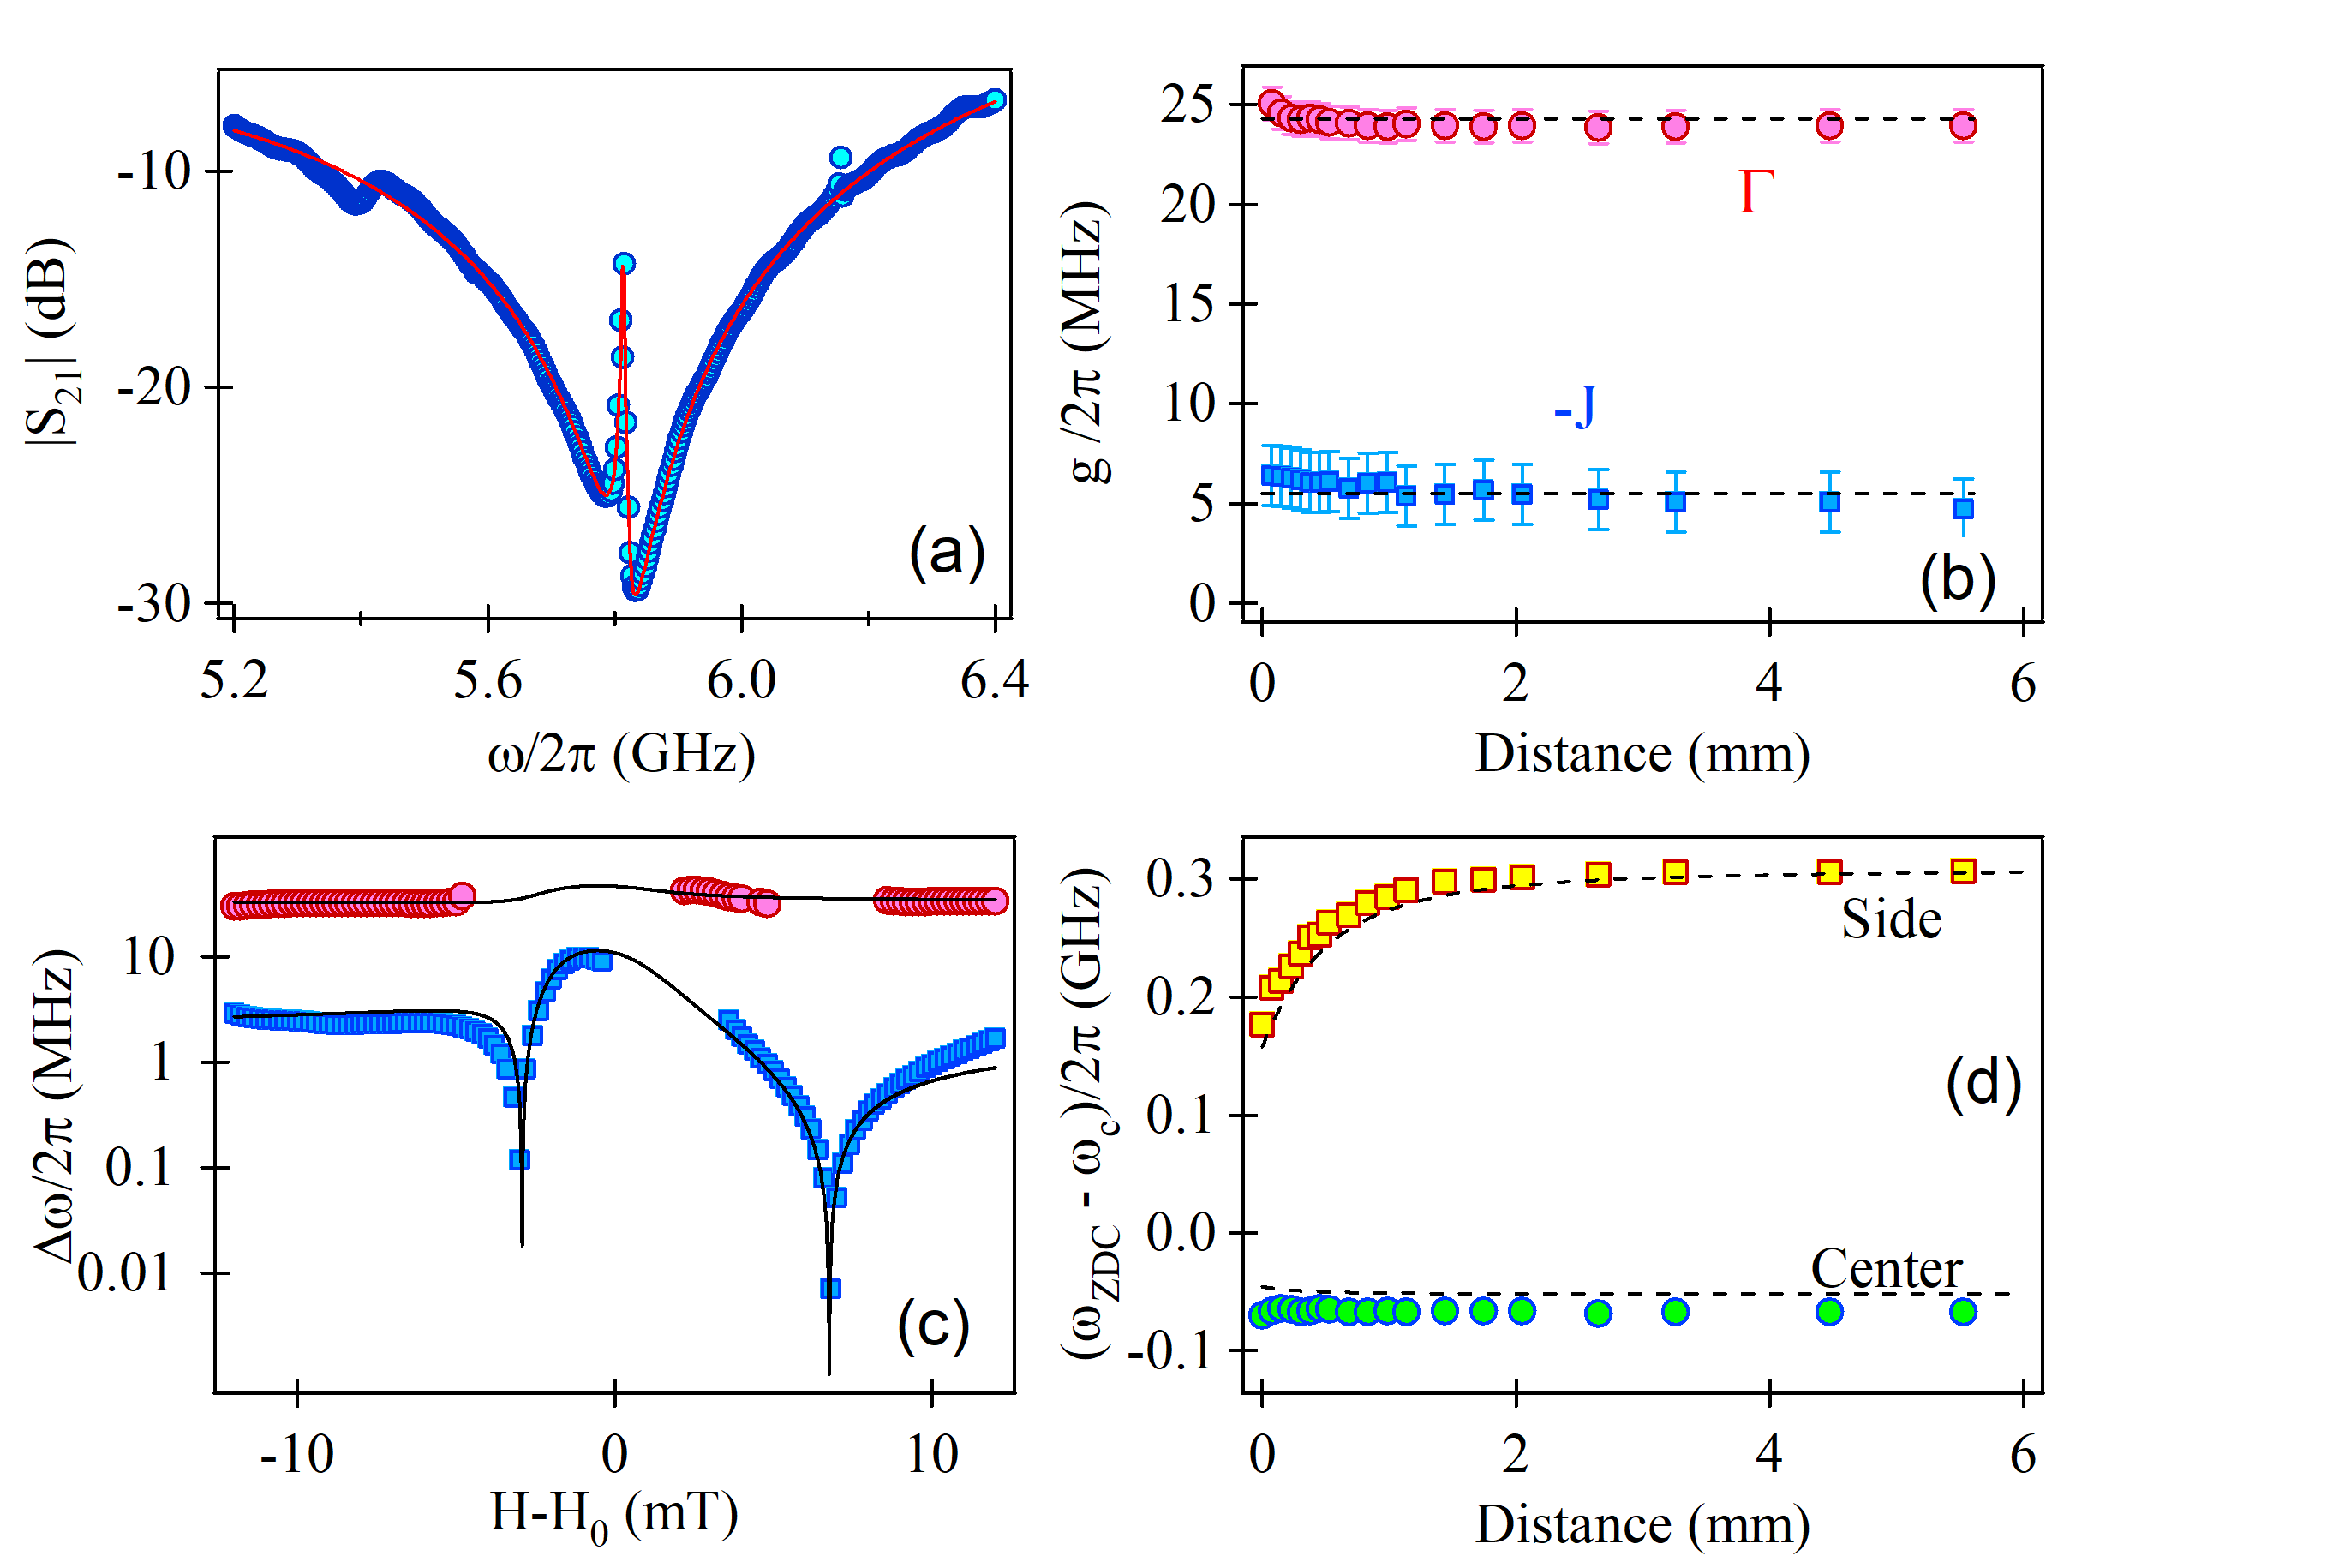 |S21| (dB)
-10
-20
-30
(a)
5.2
5.6
6.0
6.4
ω/2π (GHz)
g /2π (MHz)
25
20
15
10
5
0
Γ
-J
(b)
0
2
4
6
Distance (mm)
Δω/2π (MHz)
10
1
0.1
0.01
(c)
-10
0
10
H-H0 (mT)
(ωZDC - ωc)/2π (GHz)
0.3
0.2
0.1
0.0
-0.1
Side
(d)
Center
0
2
4
6
Distance (mm)